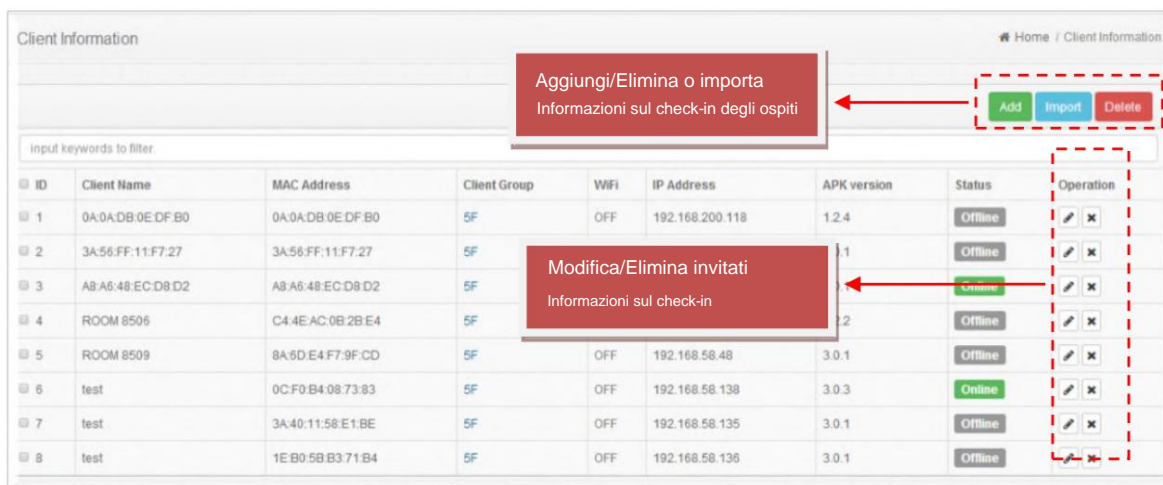 Client Information
Home / Client Information
Aggiungi/Elimina o importa
Informazioni sul check-in degli ospiti
Add Import Delete
input keywords to filter.
ID Client Name MAC Address Client Group WiFi IP Address APK version Status Operation
1 0A:0A:DB:0E:DF:B0 0A:0A:DB:0E:DF:B0 5F OFF 192.168.200.118 1.2.4 Offline
2 3A:56:FF:11:F7:27 3A:56:FF:11:F7:27 5F .1 Offline
Modifica/Elimina invitati
Informazioni sul check-in
3 A8:A6:48:EC:D8:D2 A8:A6:48:EC:D8:D2 5F Online
4 ROOM 8506 C4:4E:AC:0B:2B:E4 5F .2 Offline
5 ROOM 8509 8A:6D:E4:F7:9F:CD 5F OFF 192.168.58.48 3.0.1 Offline
6 test 0C:F0:B4:08:73:83 5F OFF 192.168.58.138 3.0.3 Online
7 test 3A:40:11:58:E1:BE 5F OFF 192.168.58.135 3.0.1 Offline
8 test 1E:B0:5B:B3:71:B4 5F OFF 192.168.58.136 3.0.1 Offline